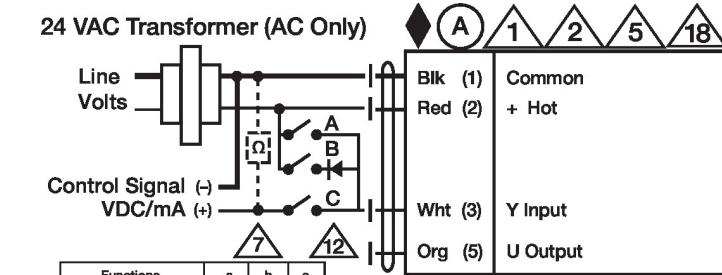 24 VAC Transformer (AC Only)
A
1
2
5
18
Line
Volts
Blk (1) Common
Red (2) + Hot
A
Ω
B
Control Signal (–)
C
VDC/mA (+)
Wht (3) Y Input
7
12
Org (5) U Output
Functions a b c